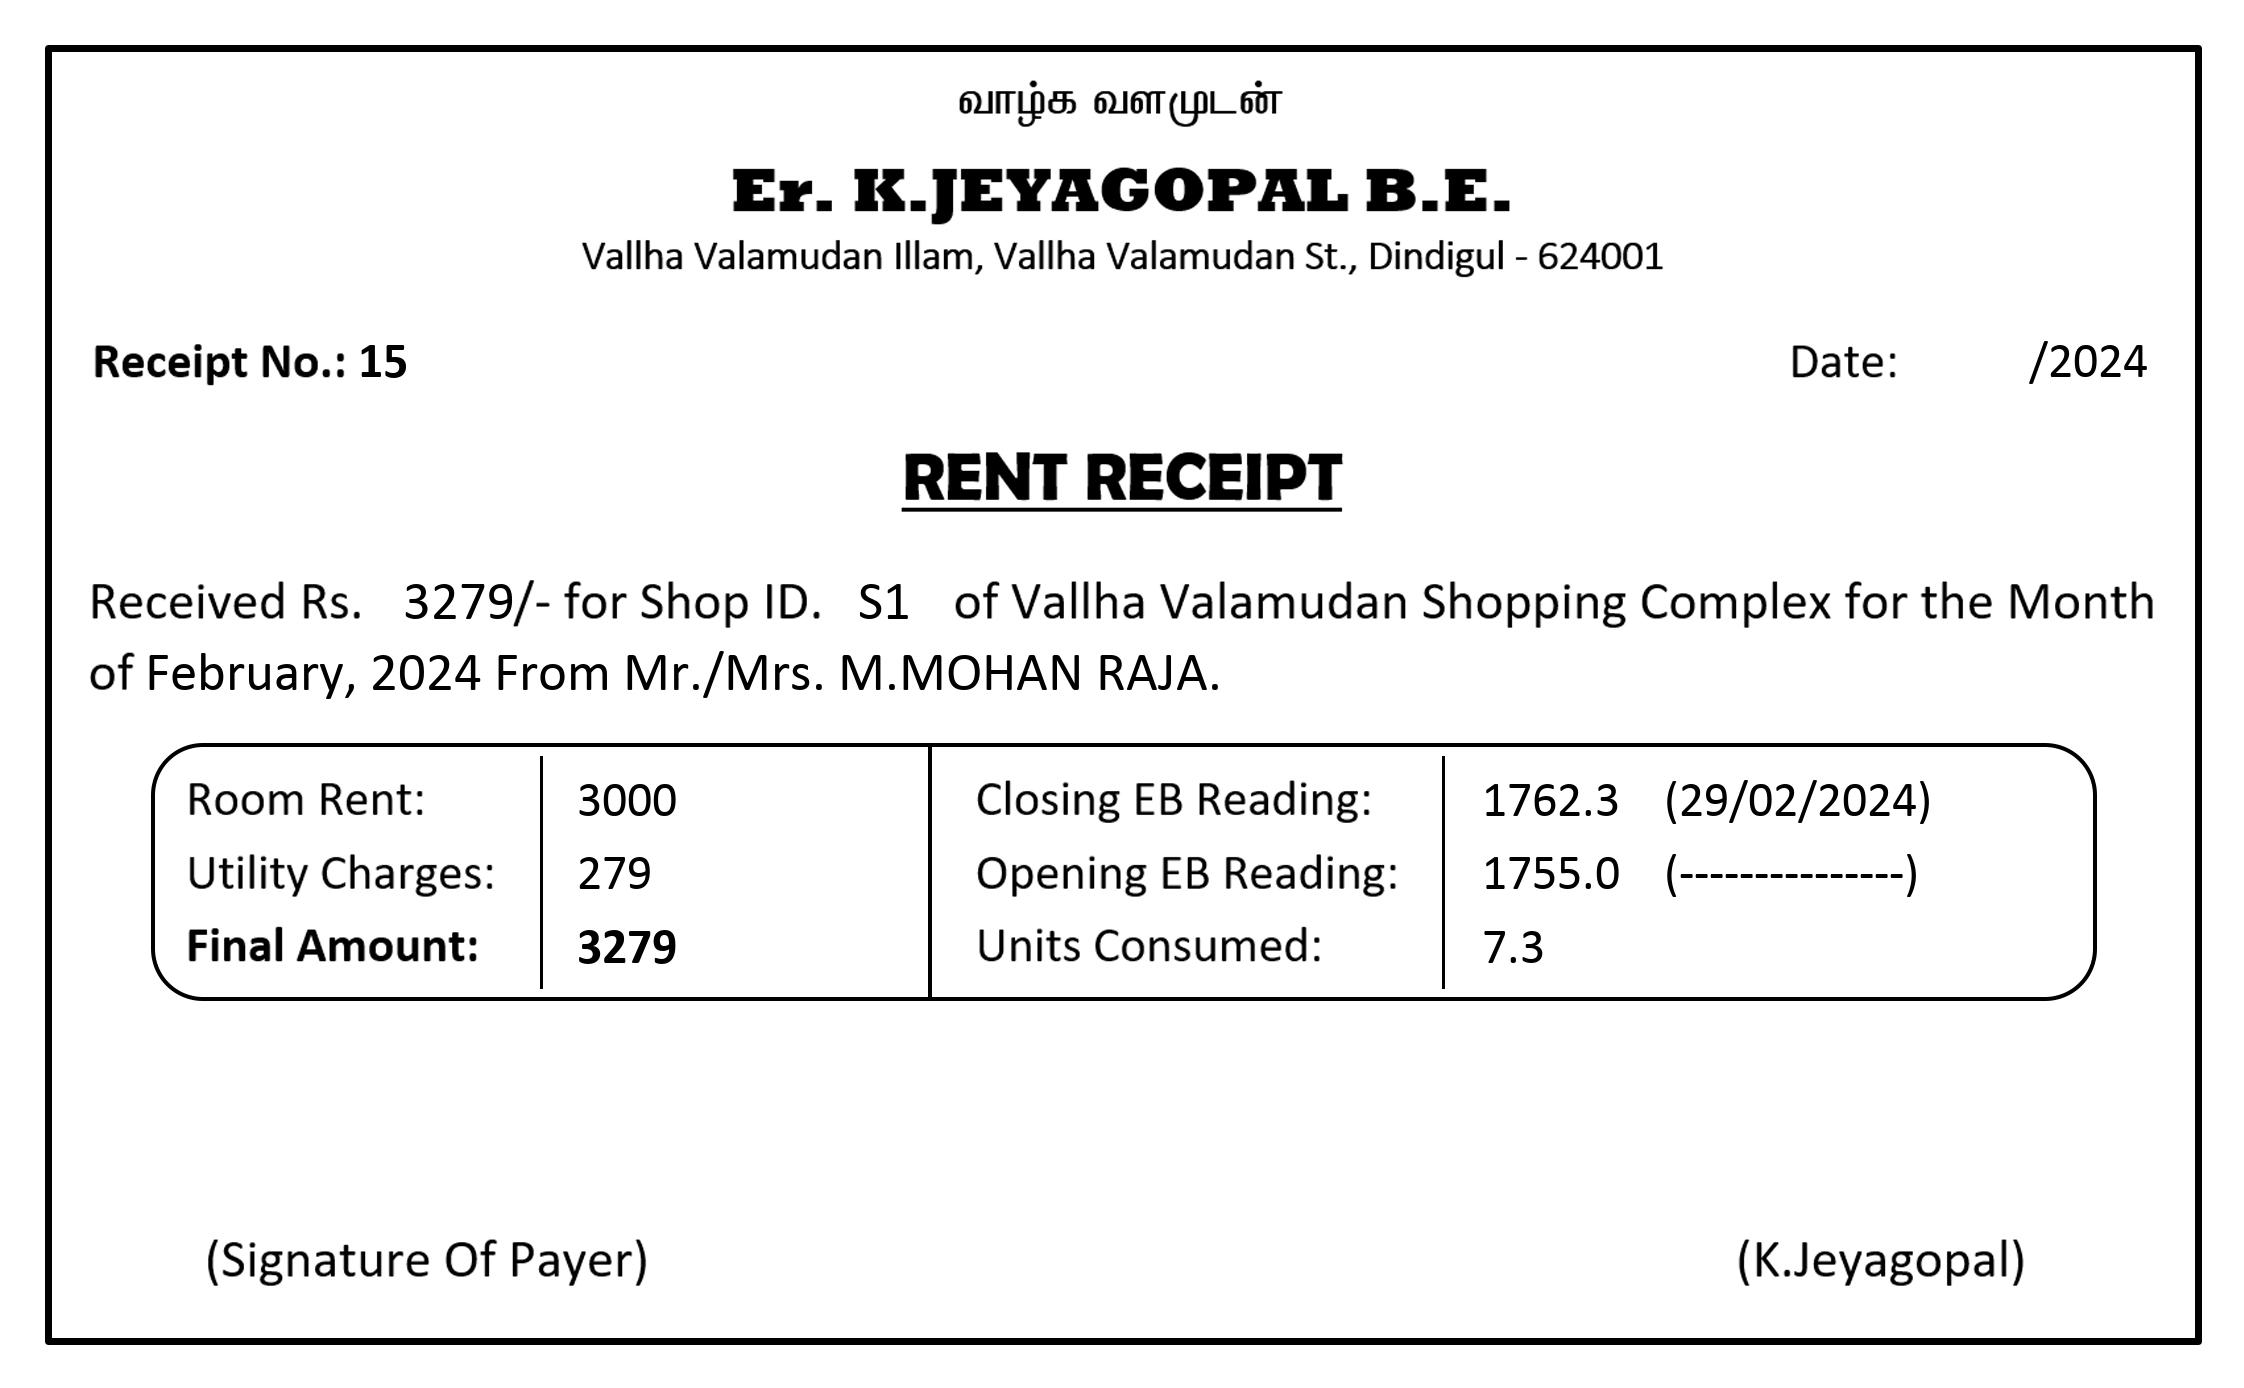 வாழ்க வளமுடன்
Er. K.JEYAGOPAL B.E.
Vallha Valamudan Illam, Vallha Valamudan St., Dindigul - 624001
Receipt No.: 15 Date: /2024
RENT RECEIPT
Received Rs. 3279/- for Shop ID. S1 of Vallha Valamudan Shopping Complex for the Month
of February, 2024 From Mr./Mrs. M.MOHAN RAJA.
Room Rent: 3000 Closing EB Reading: 1762.3 (29/02/2024)
Utility Charges: 279 Opening EB Reading: 1755.0 (---------------)
Final Amount: 3279 Units Consumed: 7.3
(Signature Of Payer) (K.Jeyagopal)